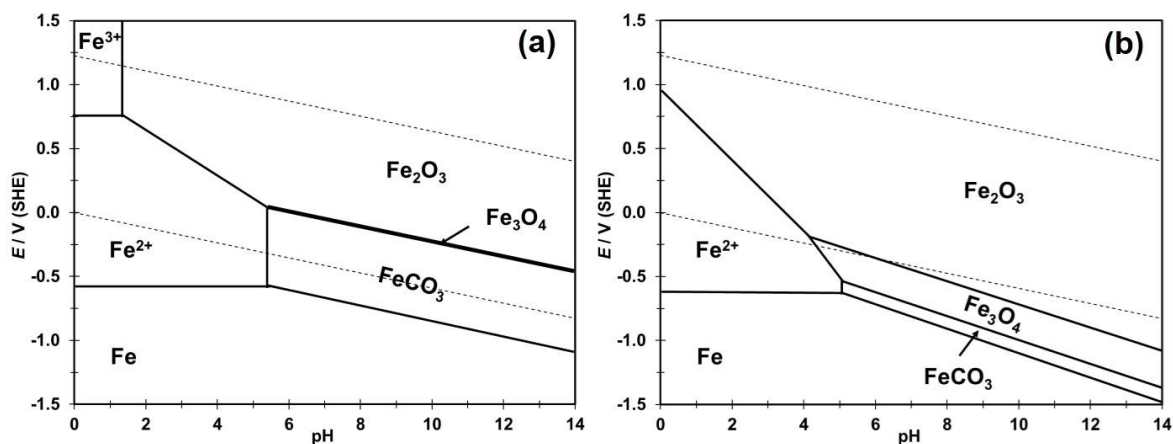 (a)
E / V (SHE)
1.5
1.0
0.5
0.0
-0.5
-1.0
-1.5
Fe³⁺
Fe₂O₃
Fe₃O₄
Fe²⁺
FeCO₃
Fe
0 2 4 6 8 10 12 14
pH
(b)
E / V (SHE)
1.5
1.0
0.5
0.0
-0.5
-1.0
-1.5
Fe₂O₃
Fe²⁺
Fe₃O₄
Fe
FeCO₃
0 2 4 6 8 10 12 14
pH